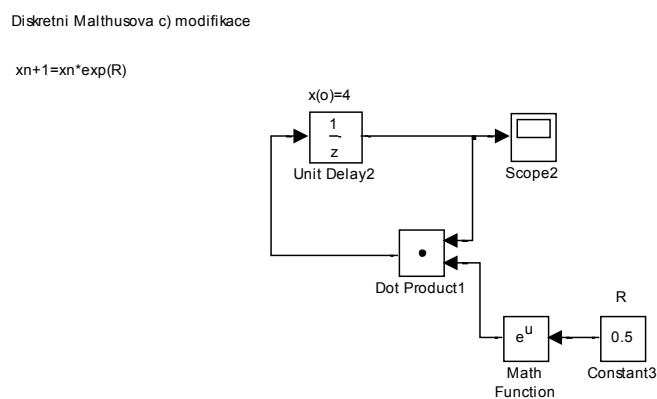 Diskretni Malthusova c) modifikace
xn+1=xn*exp(R)
x(o)=4
1
z
Unit Delay2
Scope2
Dot Product1
R
e^u
0.5
Math
Function
Constant3